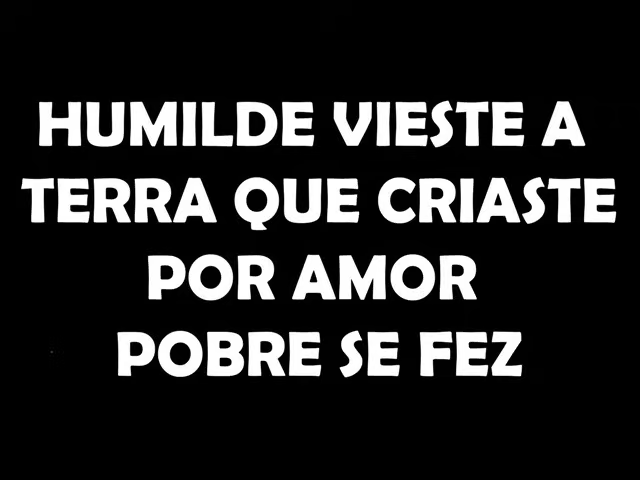 HUMILDE VIESTE A
TERRA QUE CRIASTE
POR AMOR
POBRE SE FEZ